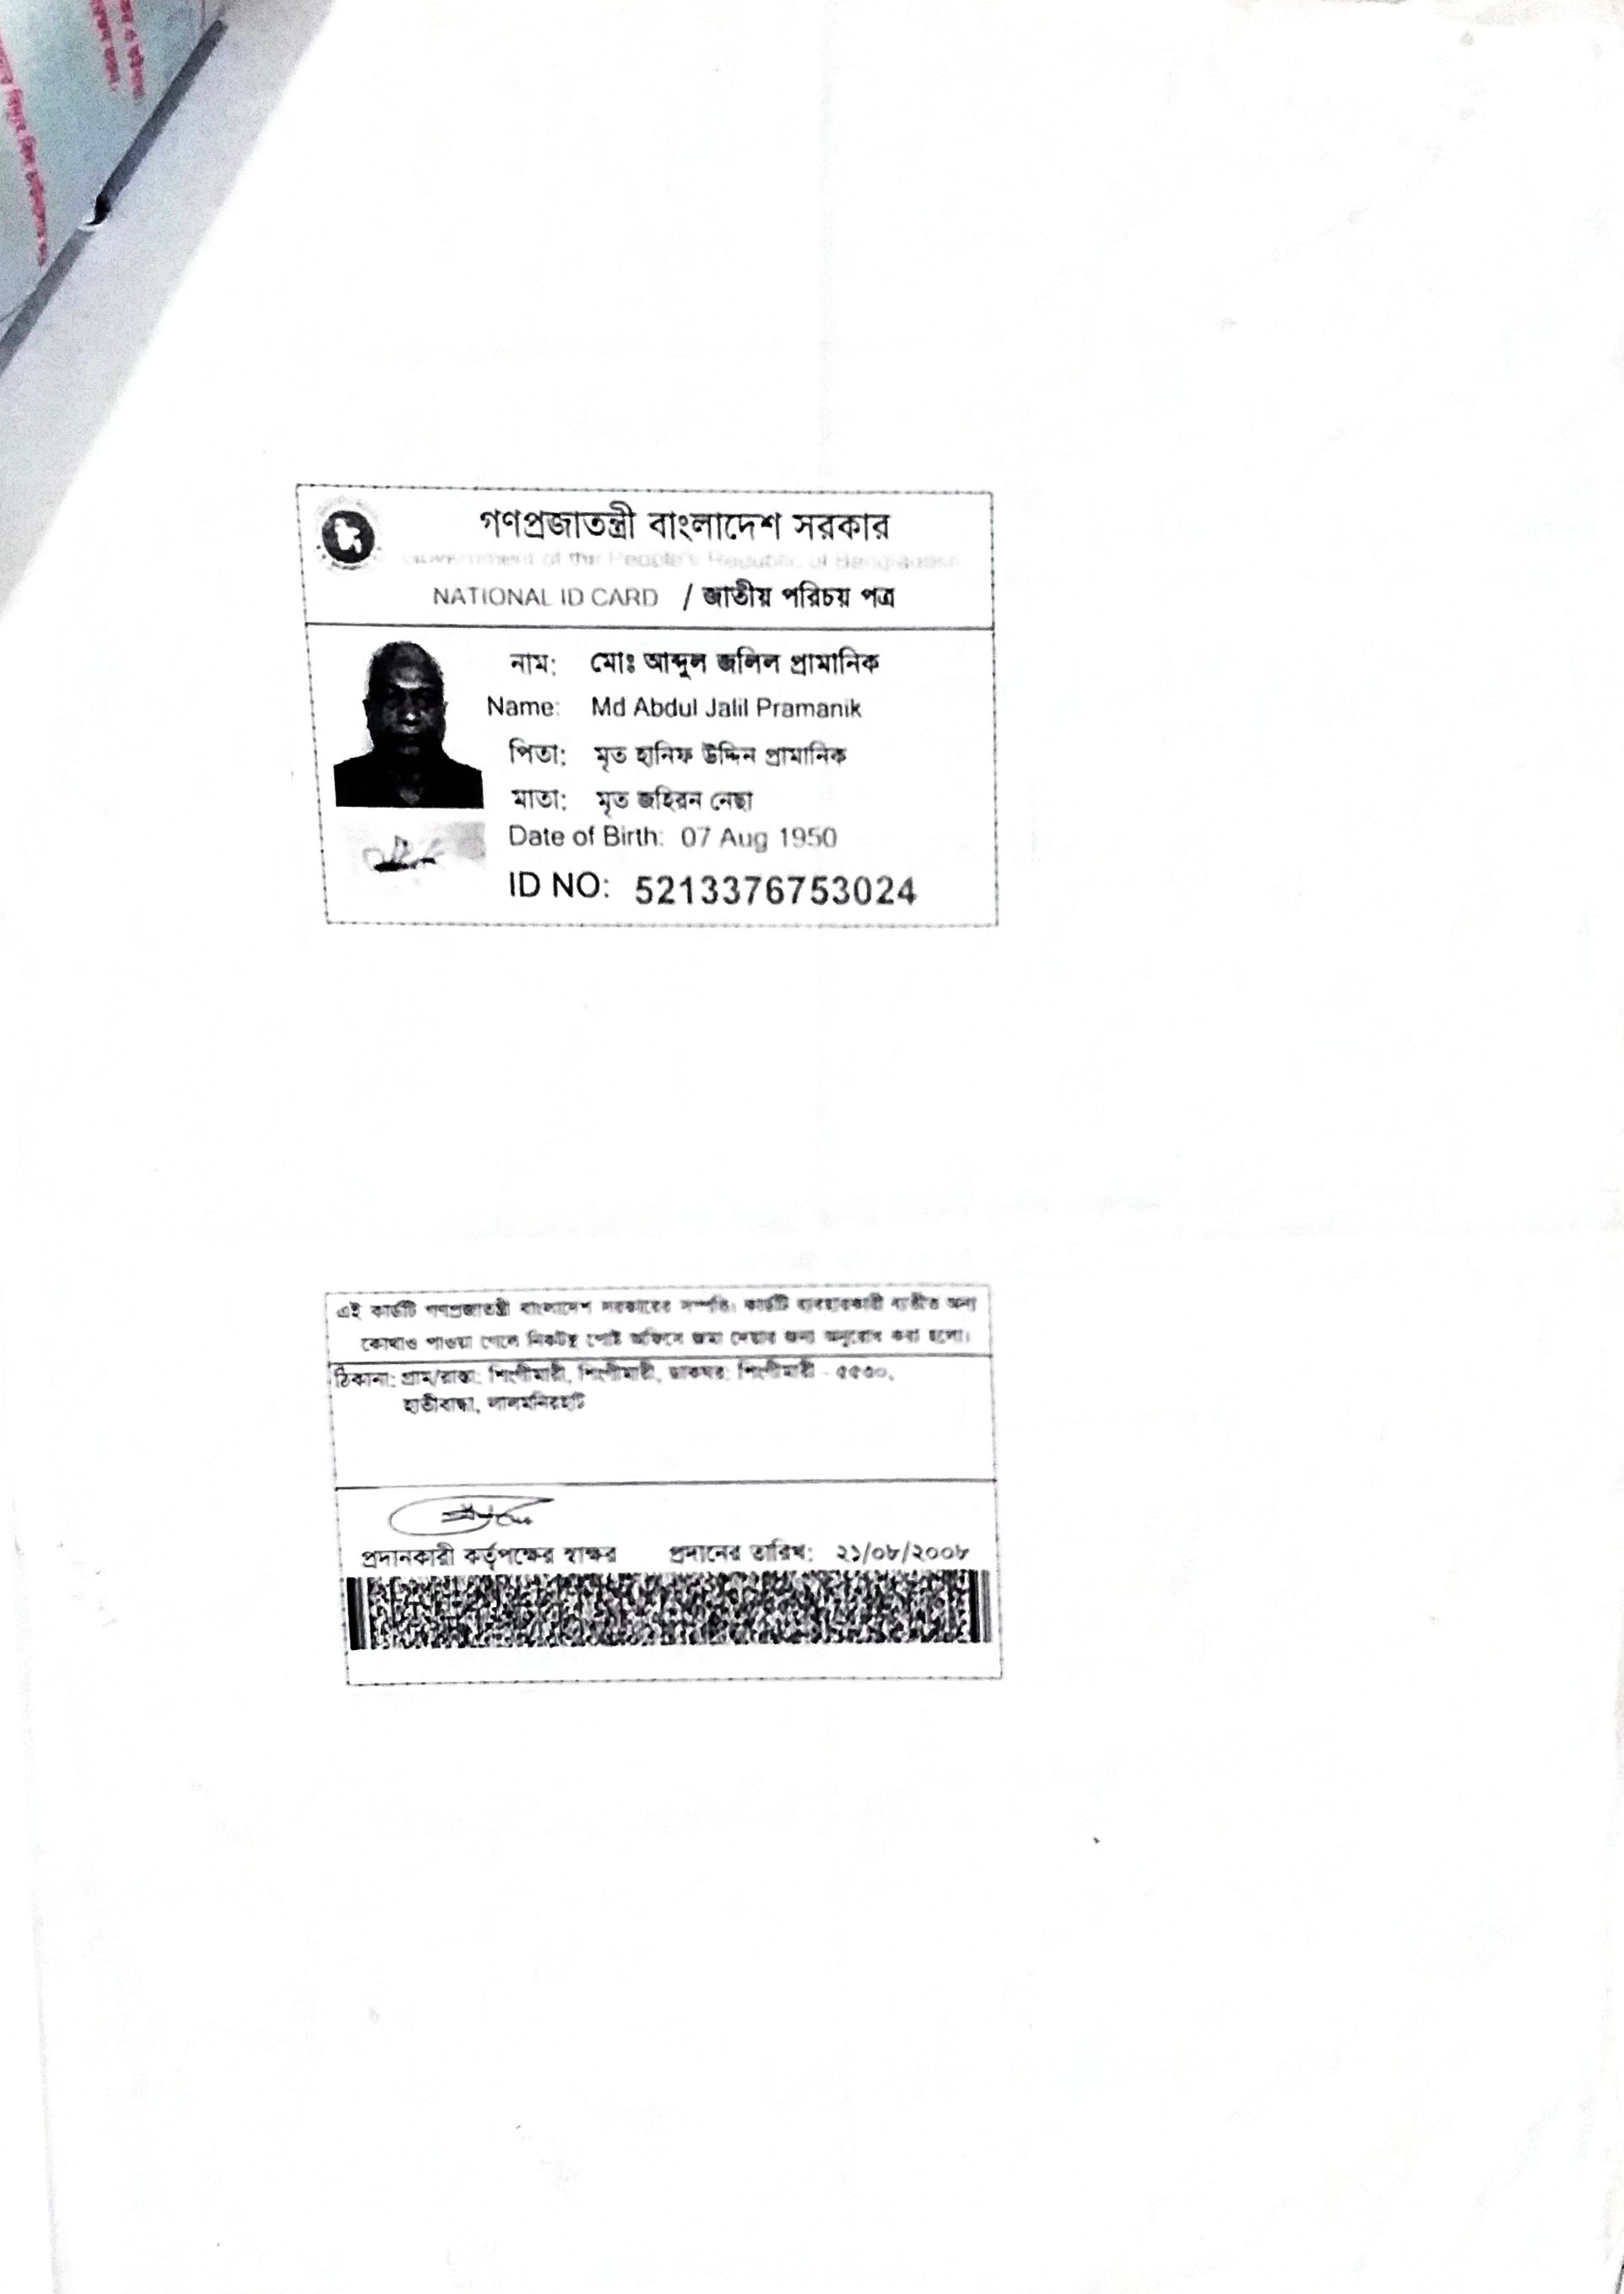 গণপ্রজাতন্ত্রী বাংলাদেশ সরকার
Government of the People's Republic of Bangladesh
NATIONAL ID CARD / জাতীয় পরিচয় পত্র
নাম: মোঃ আব্দুল জলিল প্রামানিক
Name: Md Abdul Jalil Pramanik
পিতা: মৃত হানিফ উদ্দিন প্রামানিক
মাতা: মৃত জহিরন নেছা
Date of Birth: 07 Aug 1950
ID NO: 5213376753024
এই কার্ডটি গণপ্রজাতন্ত্রী বাংলাদেশ সরকারের সম্পত্তি। কার্ডটি ব্যবহারকারী ব্যতীত অন্য
কোথাও পাওয়া গেলে নিকটস্থ পোষ্ট অফিসে জমা দেয়ার জন্য অনুরোধ করা হলো।
ঠিকানা: গ্রাম/রাস্তা: সিংগীমারী, সিংগীমারী, ডাকঘর: সিংগীমারী - ৫৫৩০,
হাতীবান্ধা, লালমনিরহাট
প্রদানকারী কর্তৃপক্ষের স্বাক্ষর প্রদানের তারিখ: ২১/০৮/২০০৮